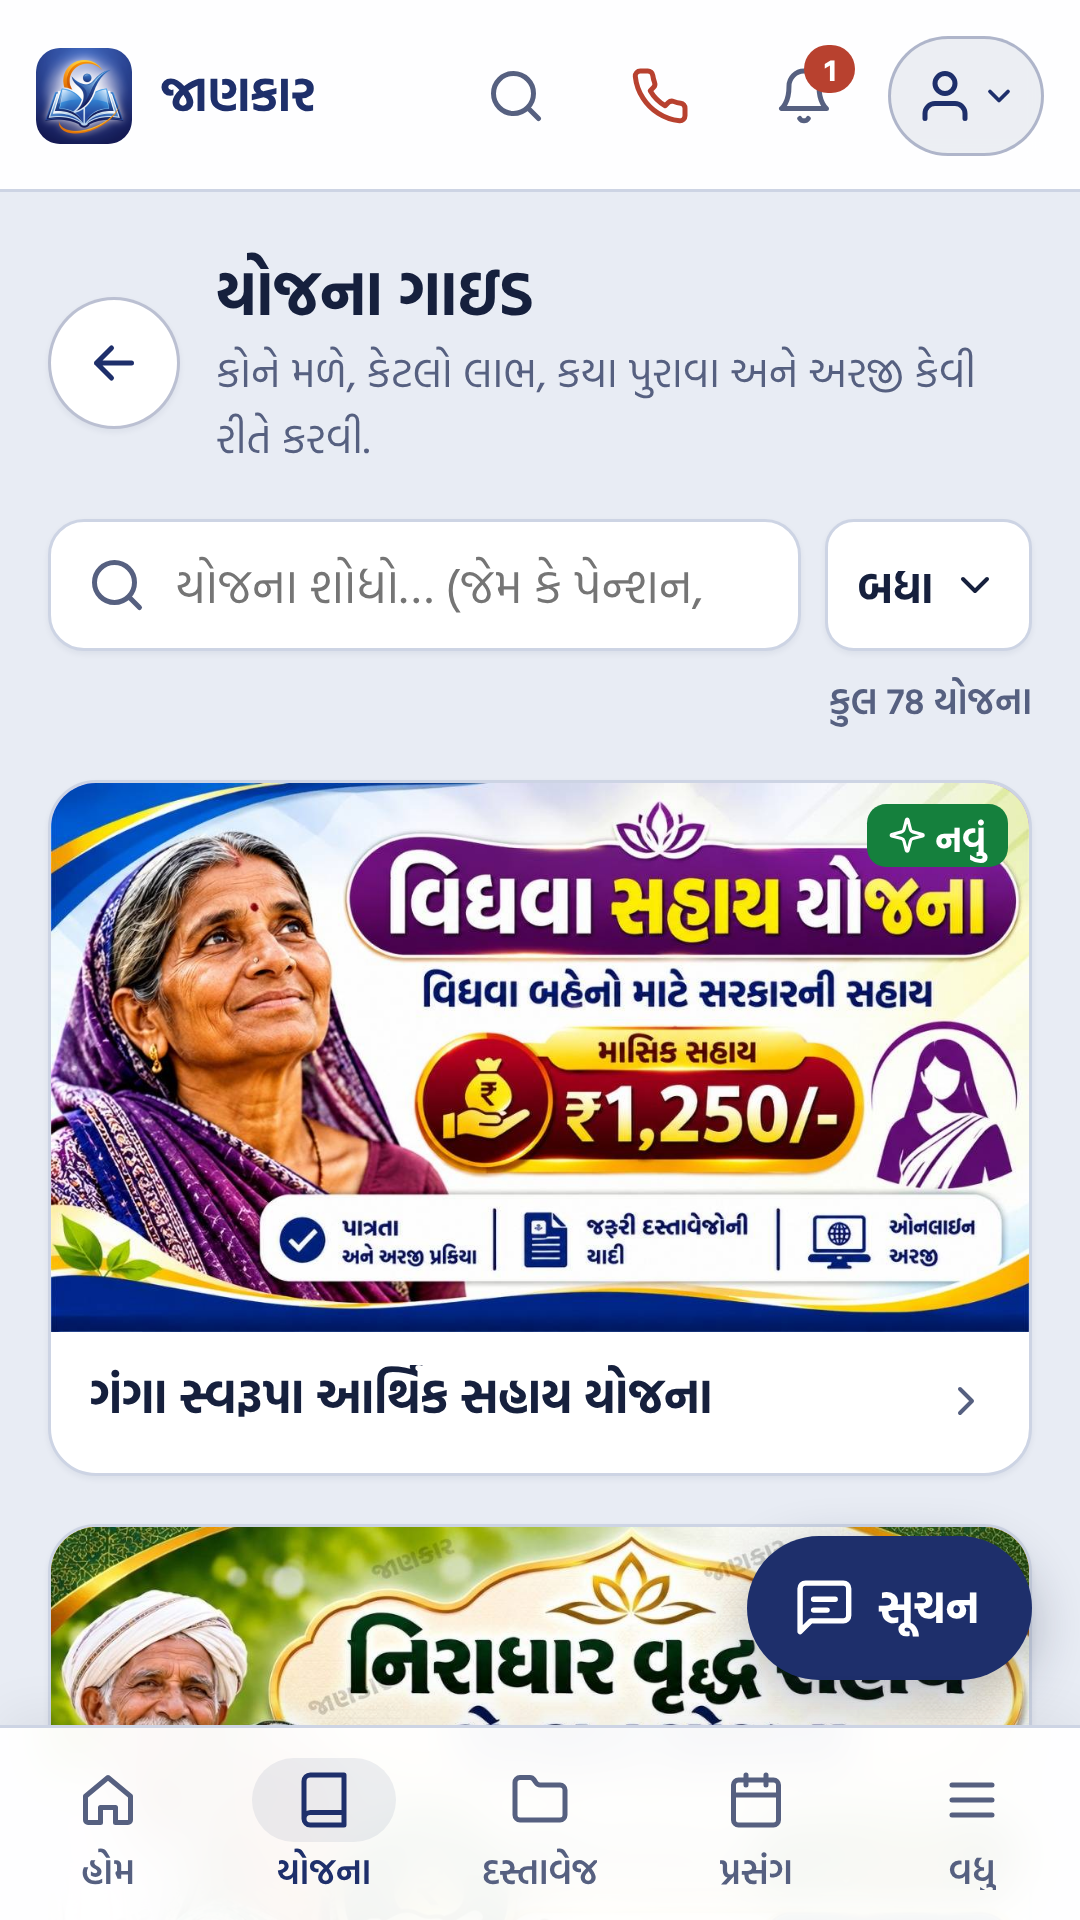 જાણકાર
1
યોજના ગાઇડ
કોને મળે, કેટલો લાભ, કયા પુરાવા અને અરજી કેવી
રીતે કરવી.
યોજના શોધો... (જેમ કે પેન્શન,
બધા
કુલ 78 યોજના
નવું
વિધવા સહાય યોજના
વિધવા બહેનો માટે સરકારની સહાય
માસિક સહાય
₹
₹1,250/-
પાત્રતા
અને અરજી પ્રક્રિયા
જરૂરી દસ્તાવેજોની
યાદી
ઓનલાઇન
અરજી
ગંગા સ્વરૂપા આર્થિક સહાય યોજના
જાણકાર
જાણકાર
નિરાધાર વૃદ્ધ
સૂચન
હોમ
યોજના
દસ્તાવેજ
પ્રસંગ
વધુ